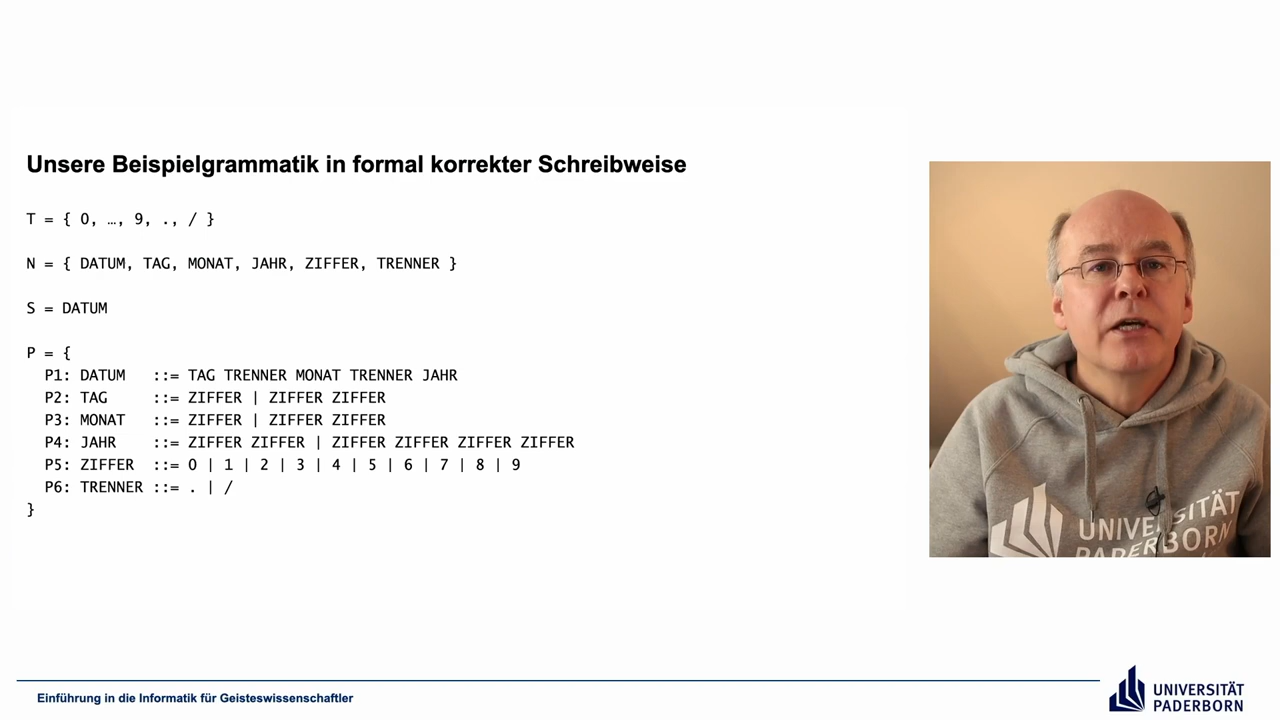 Unsere Beispielgrammatik in formal korrekter Schreibweise
T = { 0, …, 9, ., / }
N = { DATUM, TAG, MONAT, JAHR, ZIFFER, TRENNER }
S = DATUM
P = {
P1: DATUM ::= TAG TRENNER MONAT TRENNER JAHR
P2: TAG ::= ZIFFER | ZIFFER ZIFFER
P3: MONAT ::= ZIFFER | ZIFFER ZIFFER
P4: JAHR ::= ZIFFER ZIFFER | ZIFFER ZIFFER ZIFFER ZIFFER
P5: ZIFFER ::= 0 | 1 | 2 | 3 | 4 | 5 | 6 | 7 | 8 | 9
P6: TRENNER ::= . | /
}
UNIVERSITÄT
PADERBORN
Einführung in die Informatik für Geisteswissenschaftler
UNIVERSITÄT
PADERBORN